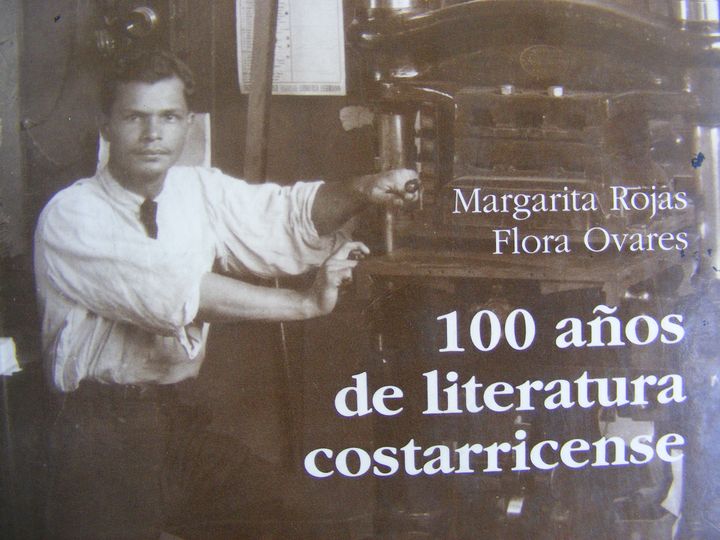 Margarita Rojas
Flora Ovares
100 años
de literatura
costarricense